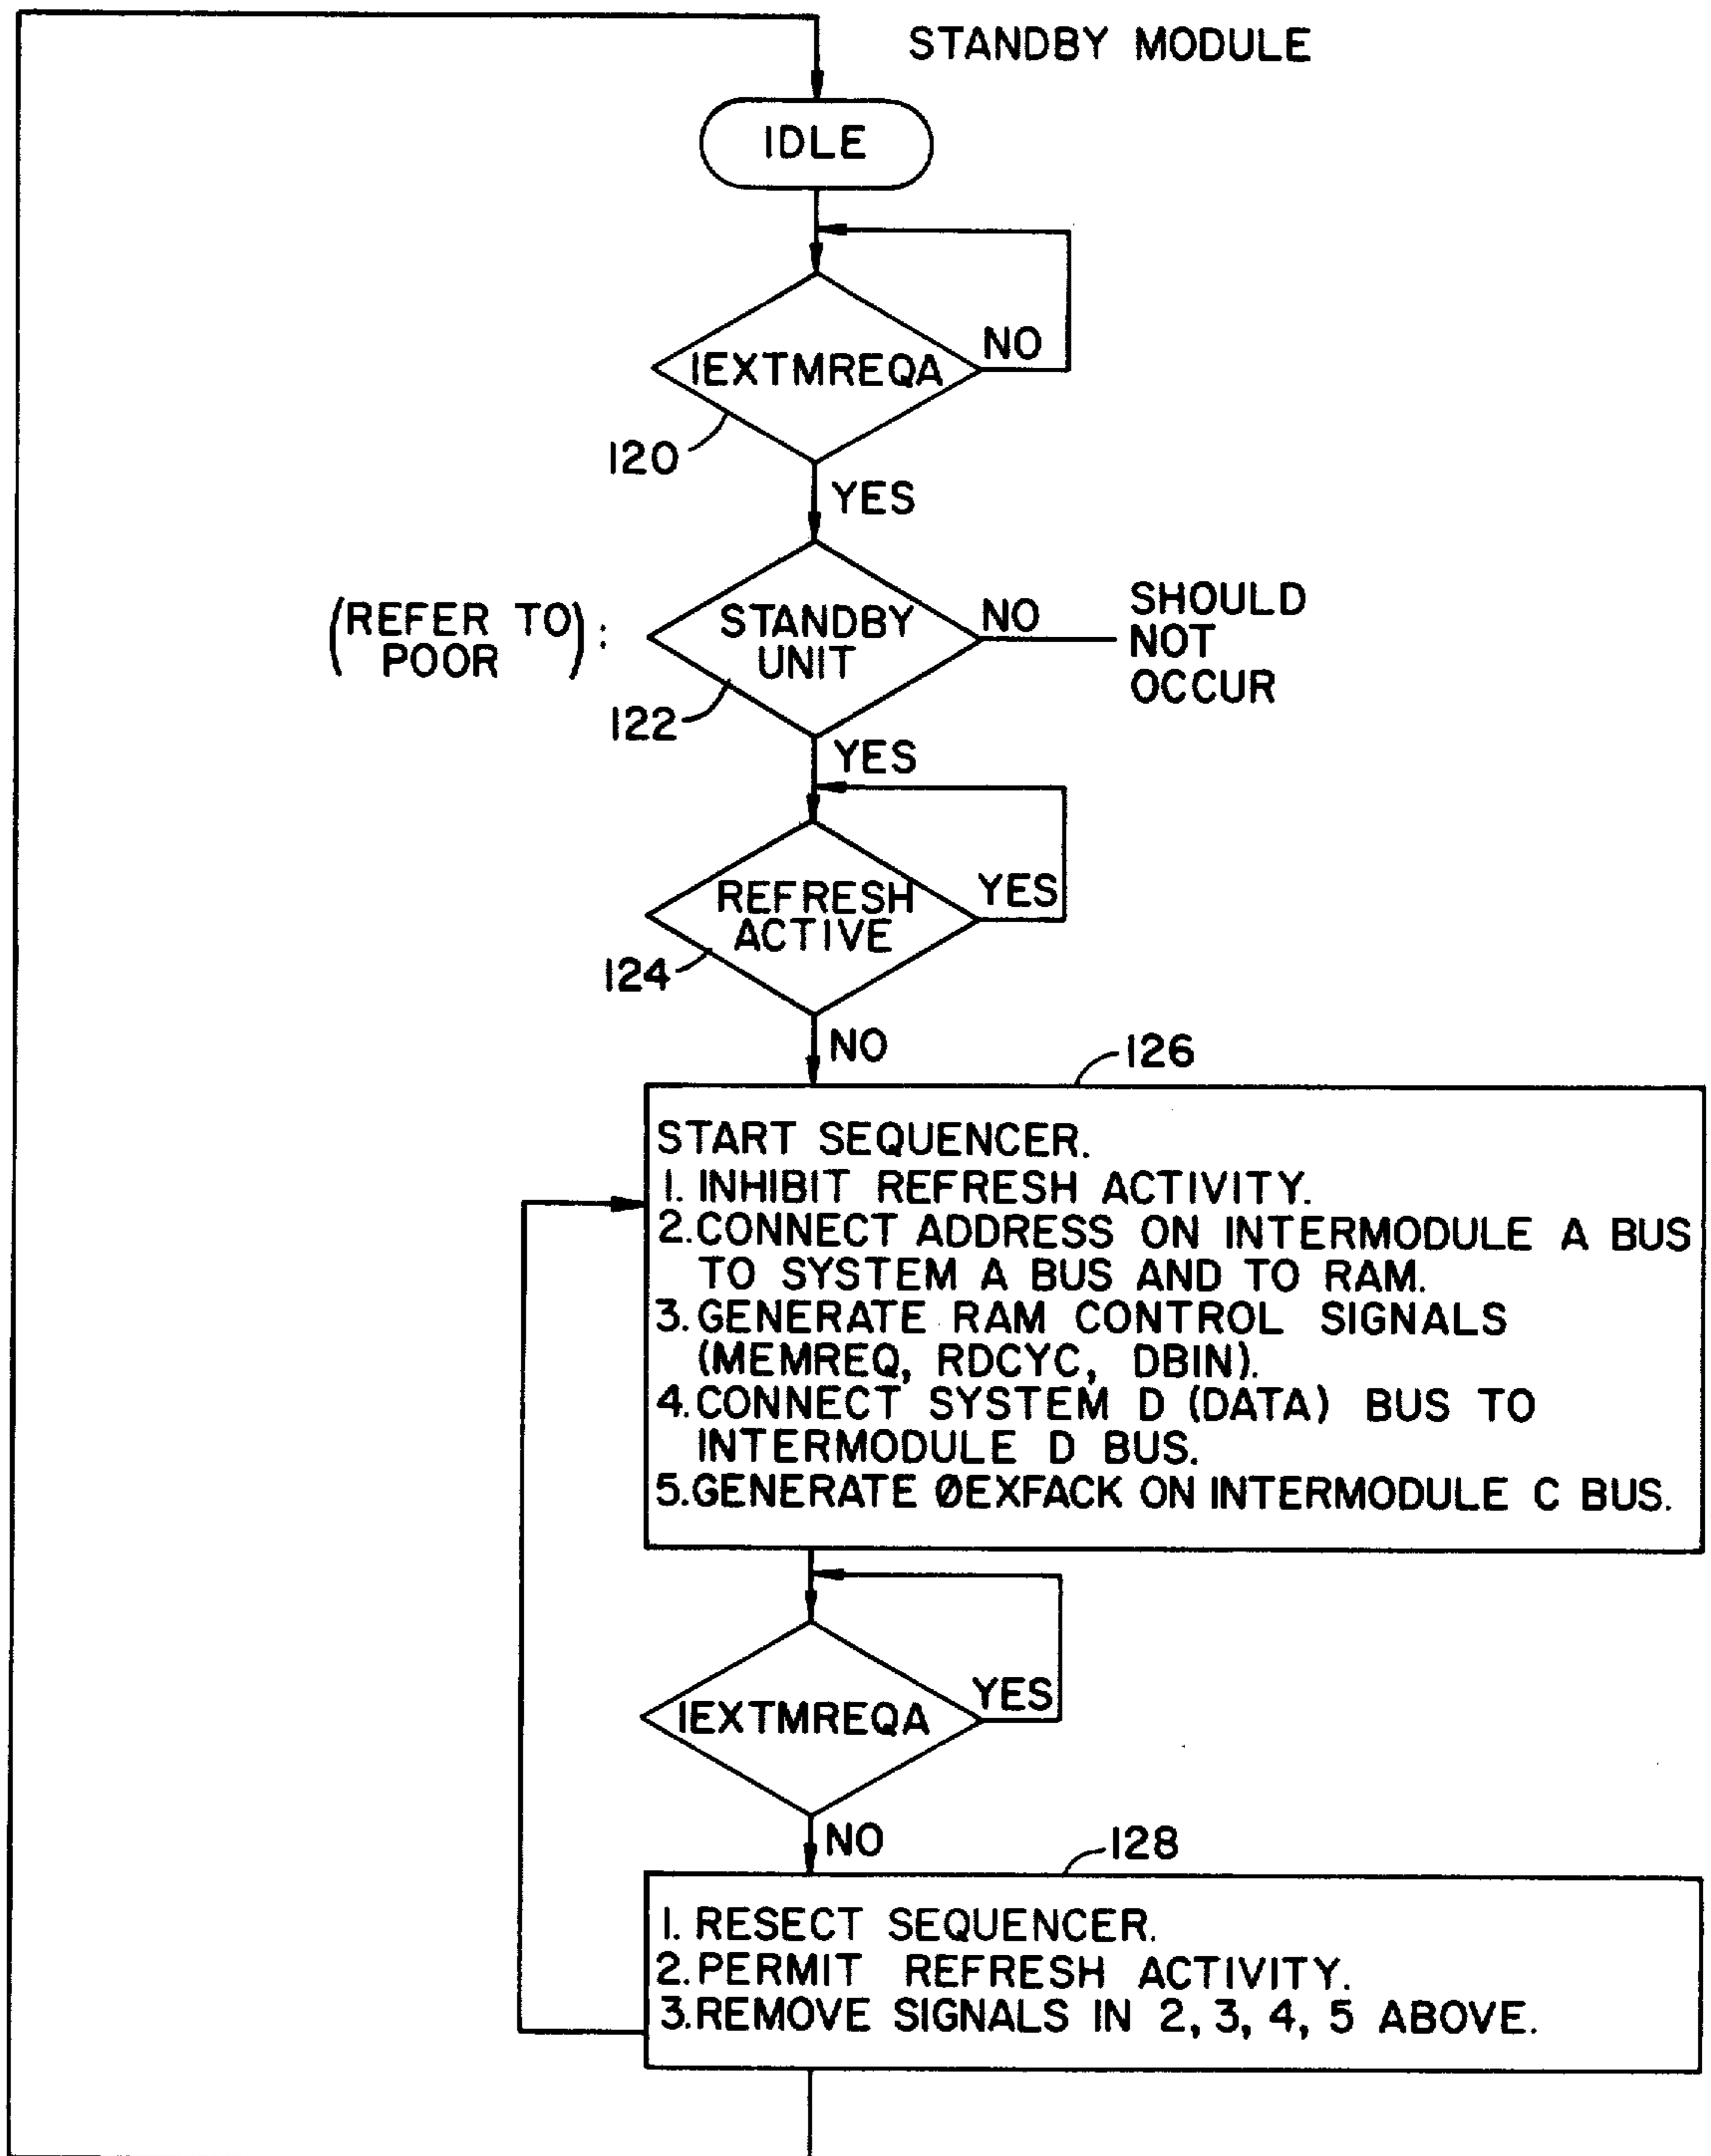 STANDBY MODULE
IDLE
IEXTMREQA
NO
120
YES
(REFER TO
POOR):
STANDBY
UNIT
NO
SHOULD
NOT
OCCUR
122
YES
REFRESH
ACTIVE
YES
124
NO
126
START SEQUENCER.
1. INHIBIT REFRESH ACTIVITY.
2. CONNECT ADDRESS ON INTERMODULE A BUS
TO SYSTEM A BUS AND TO RAM.
3. GENERATE RAM CONTROL SIGNALS
(MEMREQ, RDCYC, DBIN).
4. CONNECT SYSTEM D (DATA) BUS TO
INTERMODULE D BUS.
5. GENERATE ØEXFACK ON INTERMODULE C BUS.
IEXTMREQA
YES
NO
128
1. RESECT SEQUENCER.
2. PERMIT REFRESH ACTIVITY.
3. REMOVE SIGNALS IN 2, 3, 4, 5 ABOVE.